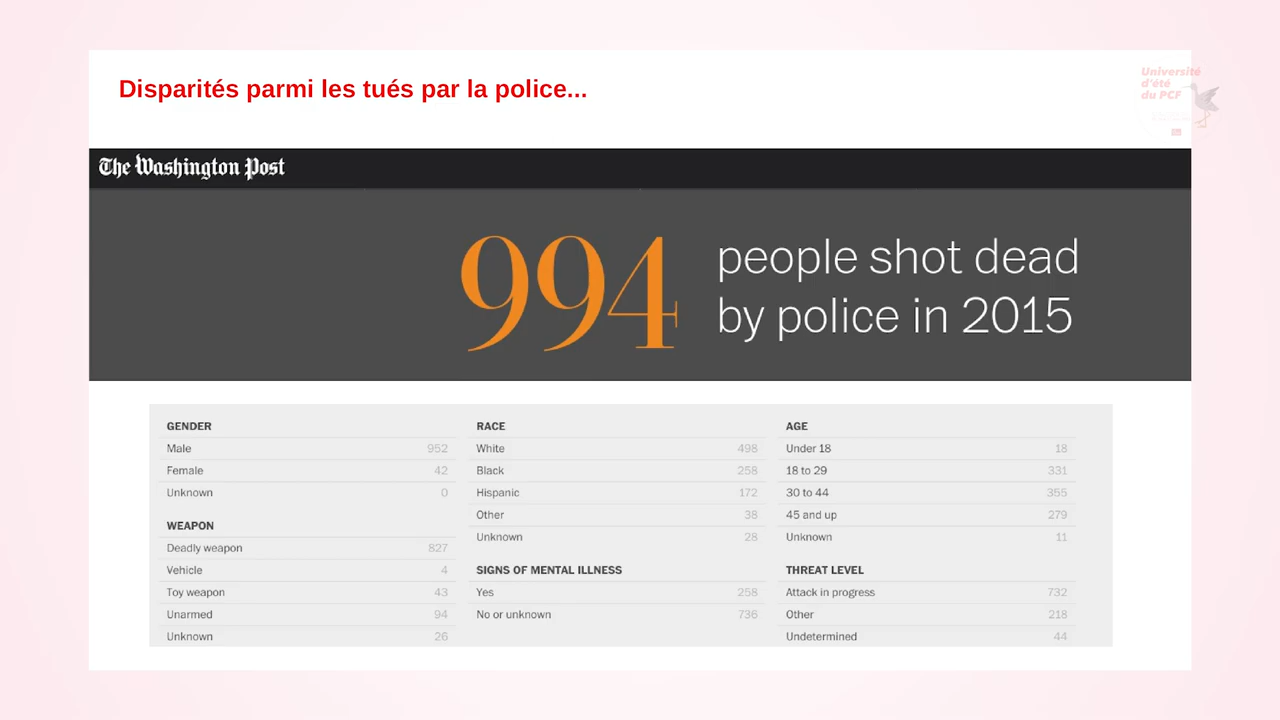 Disparités parmi les tués par la police...
Université
d'été
du PCF
The Washington Post
994
people shot dead
by police in 2015
GENDER
Male 952
Female 42
Unknown 0
WEAPON
Deadly weapon 827
Vehicle 4
Toy weapon 43
Unarmed 94
Unknown 26
RACE
White 498
Black 258
Hispanic 172
Other 38
Unknown 28
SIGNS OF MENTAL ILLNESS
Yes 258
No or unknown 736
AGE
Under 18 18
18 to 29 331
30 to 44 355
45 and up 279
Unknown 11
THREAT LEVEL
Attack in progress 732
Other 218
Undetermined 44